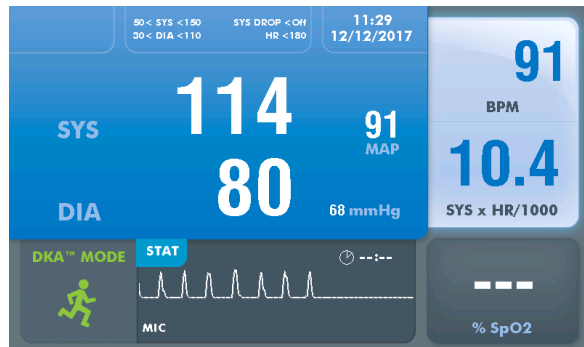 50< SYS <150 SYS DROP <Off
30< DIA <110 HR <180
11:29
12/12/2017
SYS 114
91
MAP
DIA 80
68 mmHg
91
BPM
10.4
SYS x HR/1000
DKA™ MODE
STAT
--:--
MIC
---
% SpO2